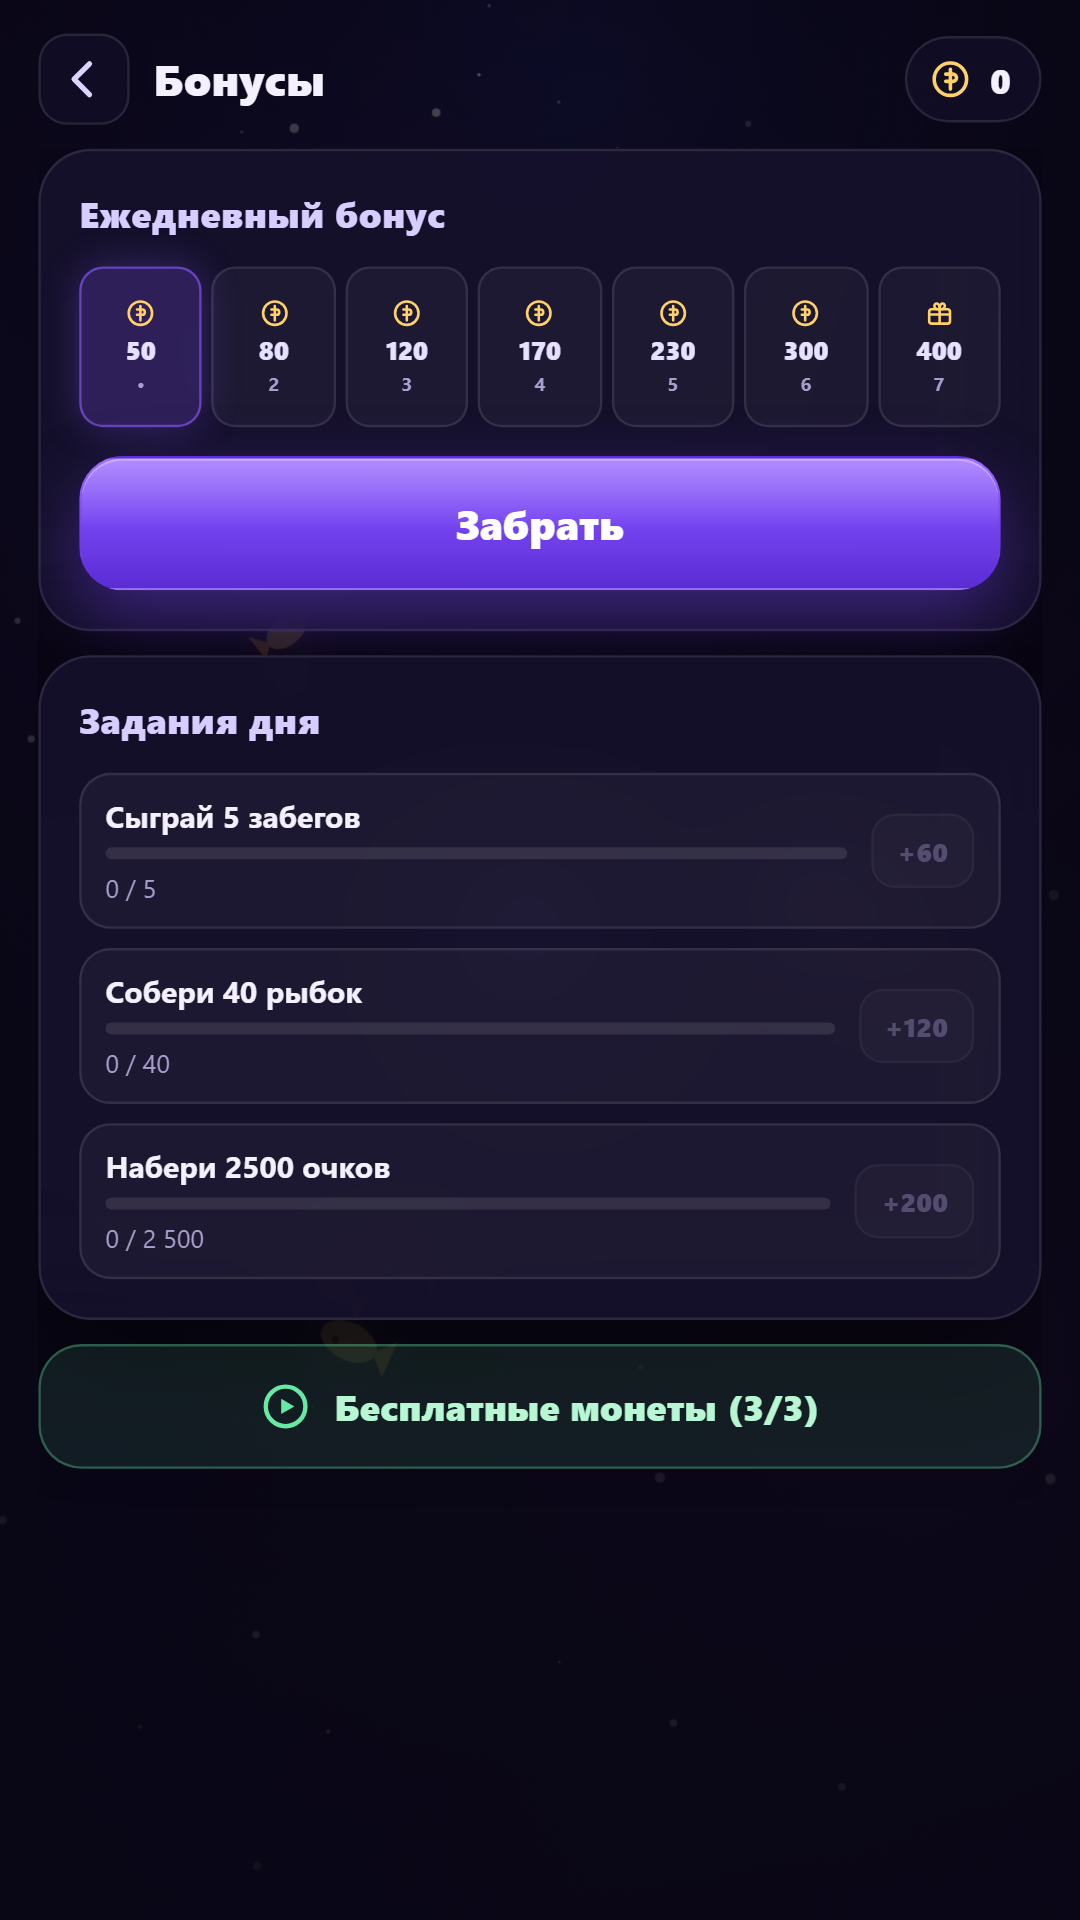 Бонусы
0
Ежедневный бонус
50 80 120 170 230 300 400
• 2 3 4 5 6 7
Забрать
Задания дня
Сыграй 5 забегов
+60
0 / 5
Собери 40 рыбок
+120
0 / 40
Набери 2500 очков
+200
0 / 2 500
Бесплатные монеты (3/3)